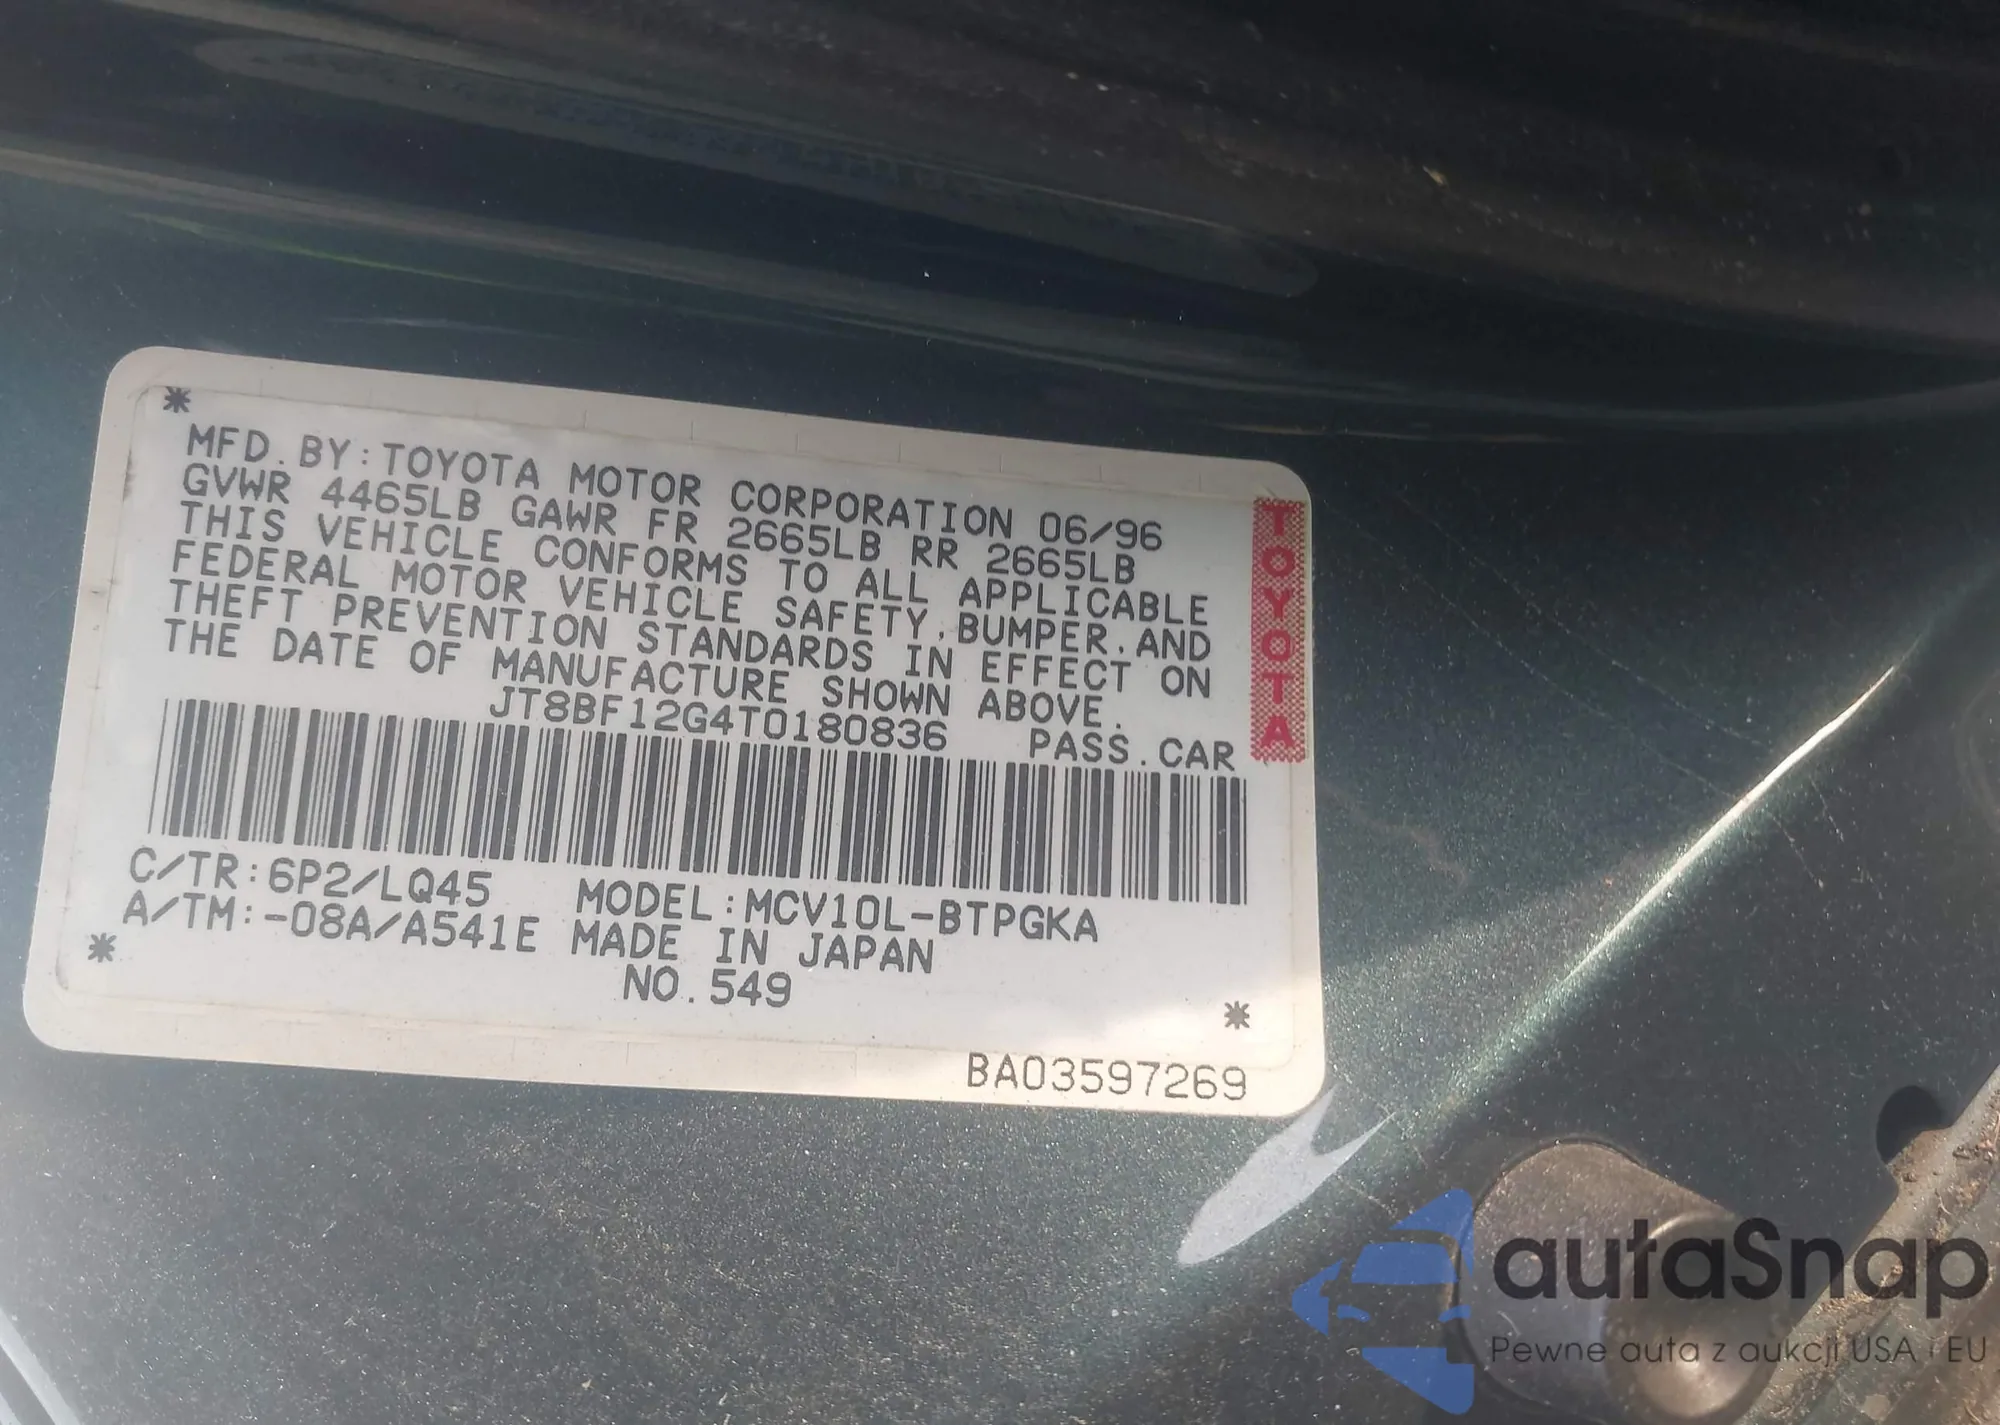 MFD. BY: TOYOTA MOTOR CORPORATION 06/96
GVWR 4465LB GAWR FR 2665LB RR 2665LB
THIS VEHICLE CONFORMS TO ALL APPLICABLE
FEDERAL MOTOR VEHICLE SAFETY, BUMPER, AND
THEFT PREVENTION STANDARDS IN EFFECT ON
THE DATE OF MANUFACTURE SHOWN ABOVE.
JT8BF12G4T0180836 PASS. CAR
C/TR: 6P2/LQ45 MODEL: MCV10L-BTPGKA
A/TM: -08A/A541E MADE IN JAPAN
NO. 549
BA03597269
TOYOTA
autaSnap
Pewne auta z aukcji USA i EU